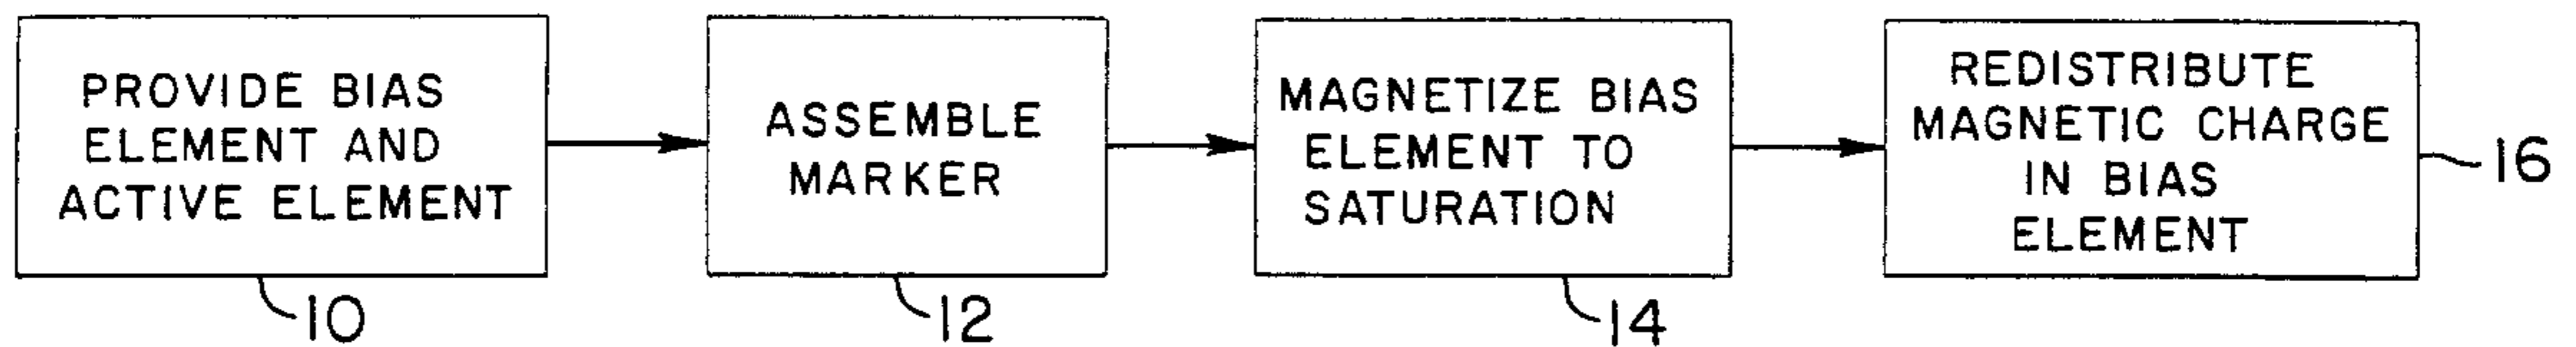 PROVIDE BIAS
ELEMENT AND
ACTIVE ELEMENT
10
ASSEMBLE
MARKER
12
MAGNETIZE BIAS
ELEMENT TO
SATURATION
14
REDISTRIBUTE
MAGNETIC CHARGE
IN BIAS
ELEMENT
16